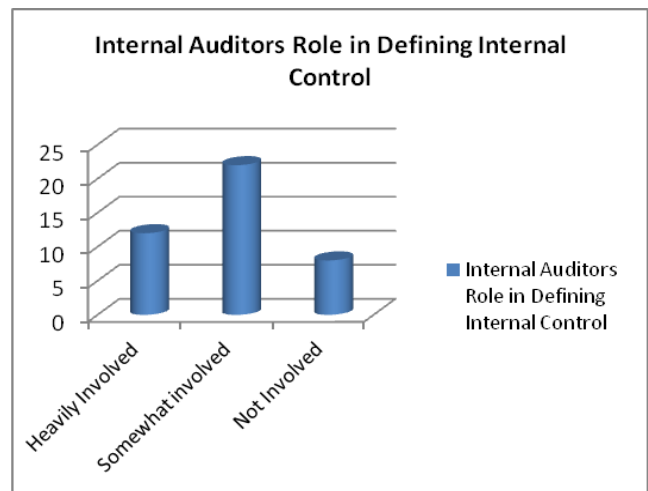 Internal Auditors Role in Defining Internal
Control
25
20
15
10
5
0
Heavily Involved
Somewhat involved
Not Involved
Internal Auditors
Role in Defining
Internal Control